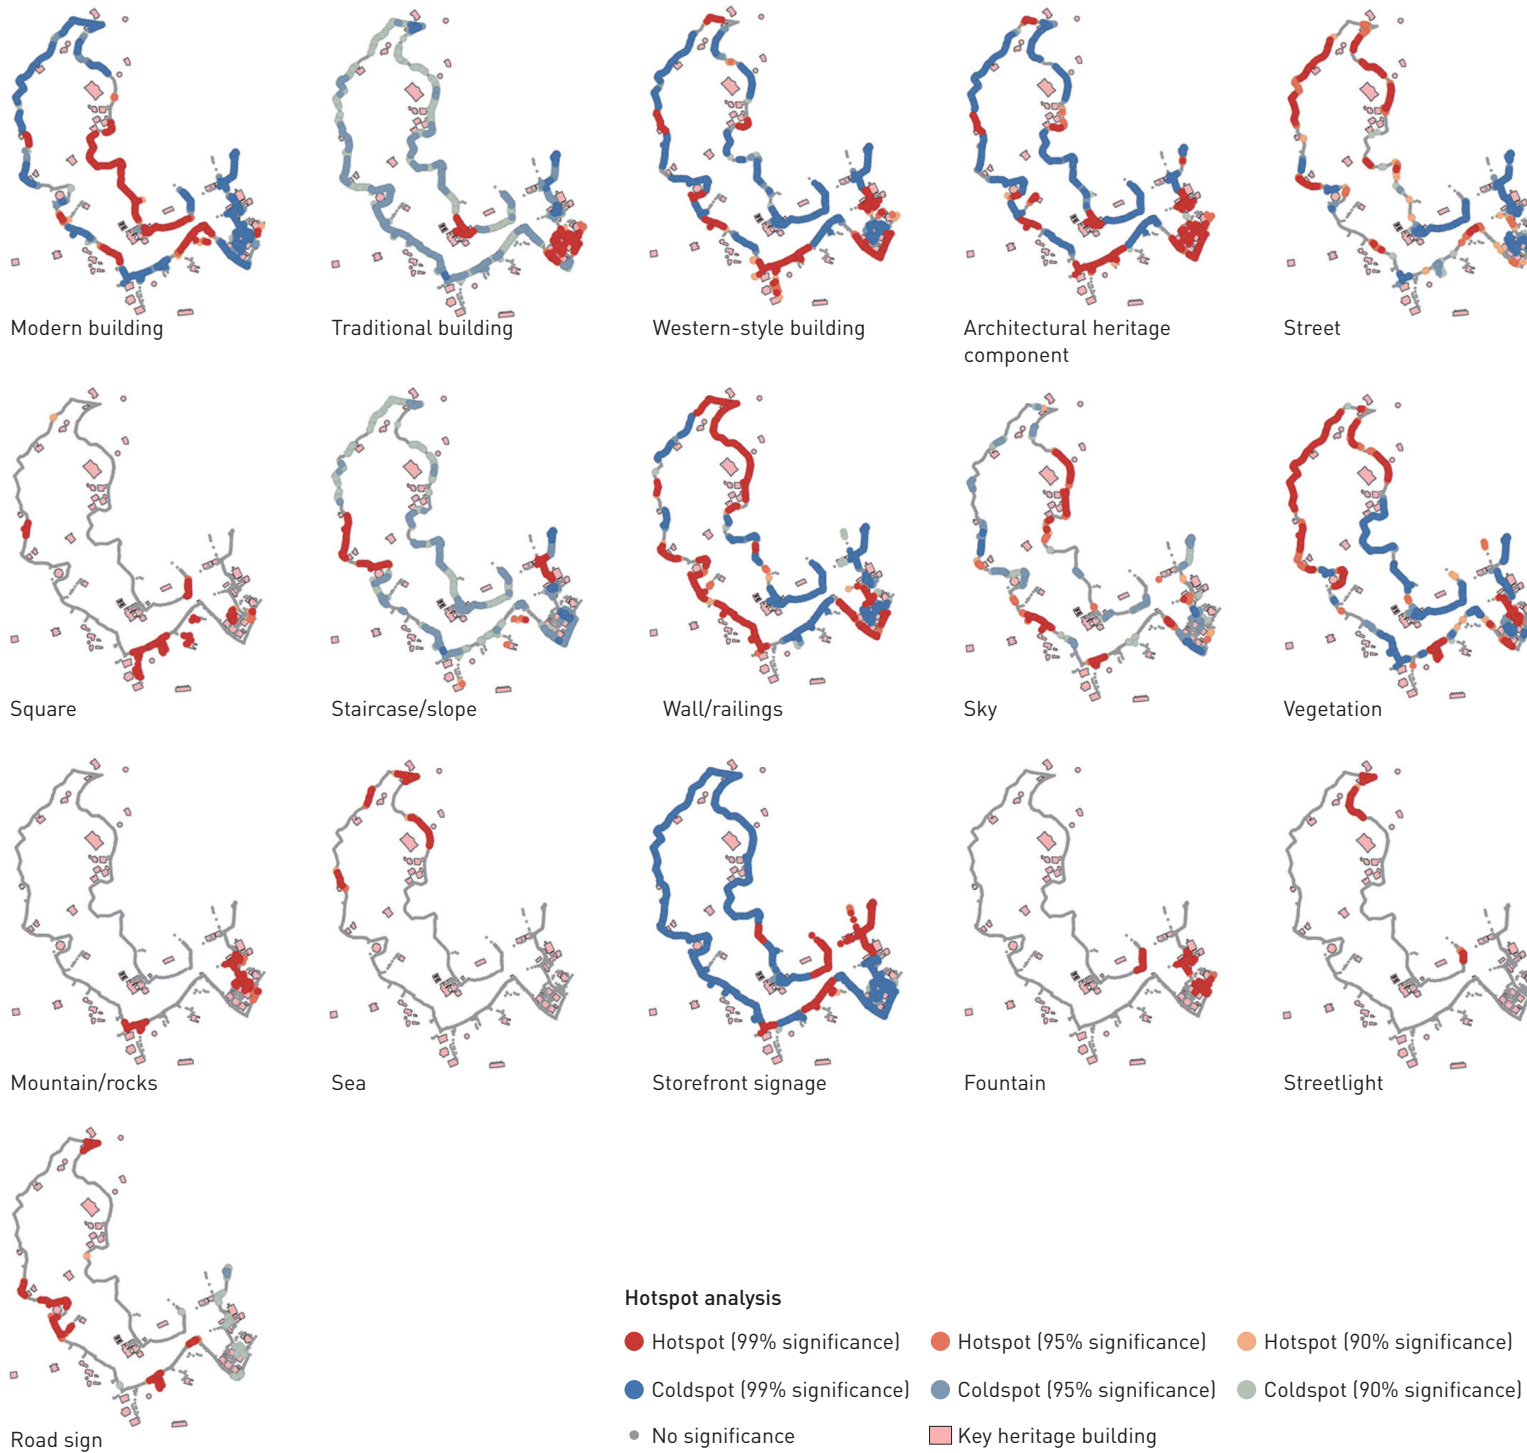 Modern building
Traditional building
Western-style building
Architectural heritage
component
Street
Square
Staircase/slope
Wall/railings
Sky
Vegetation
Mountain/rocks
Sea
Storefront signage
Fountain
Streetlight
Road sign
Hotspot analysis
Hotspot (99% significance)
Hotspot (95% significance)
Hotspot (90% significance)
Coldspot (99% significance)
Coldspot (95% significance)
Coldspot (90% significance)
No significance
Key heritage building